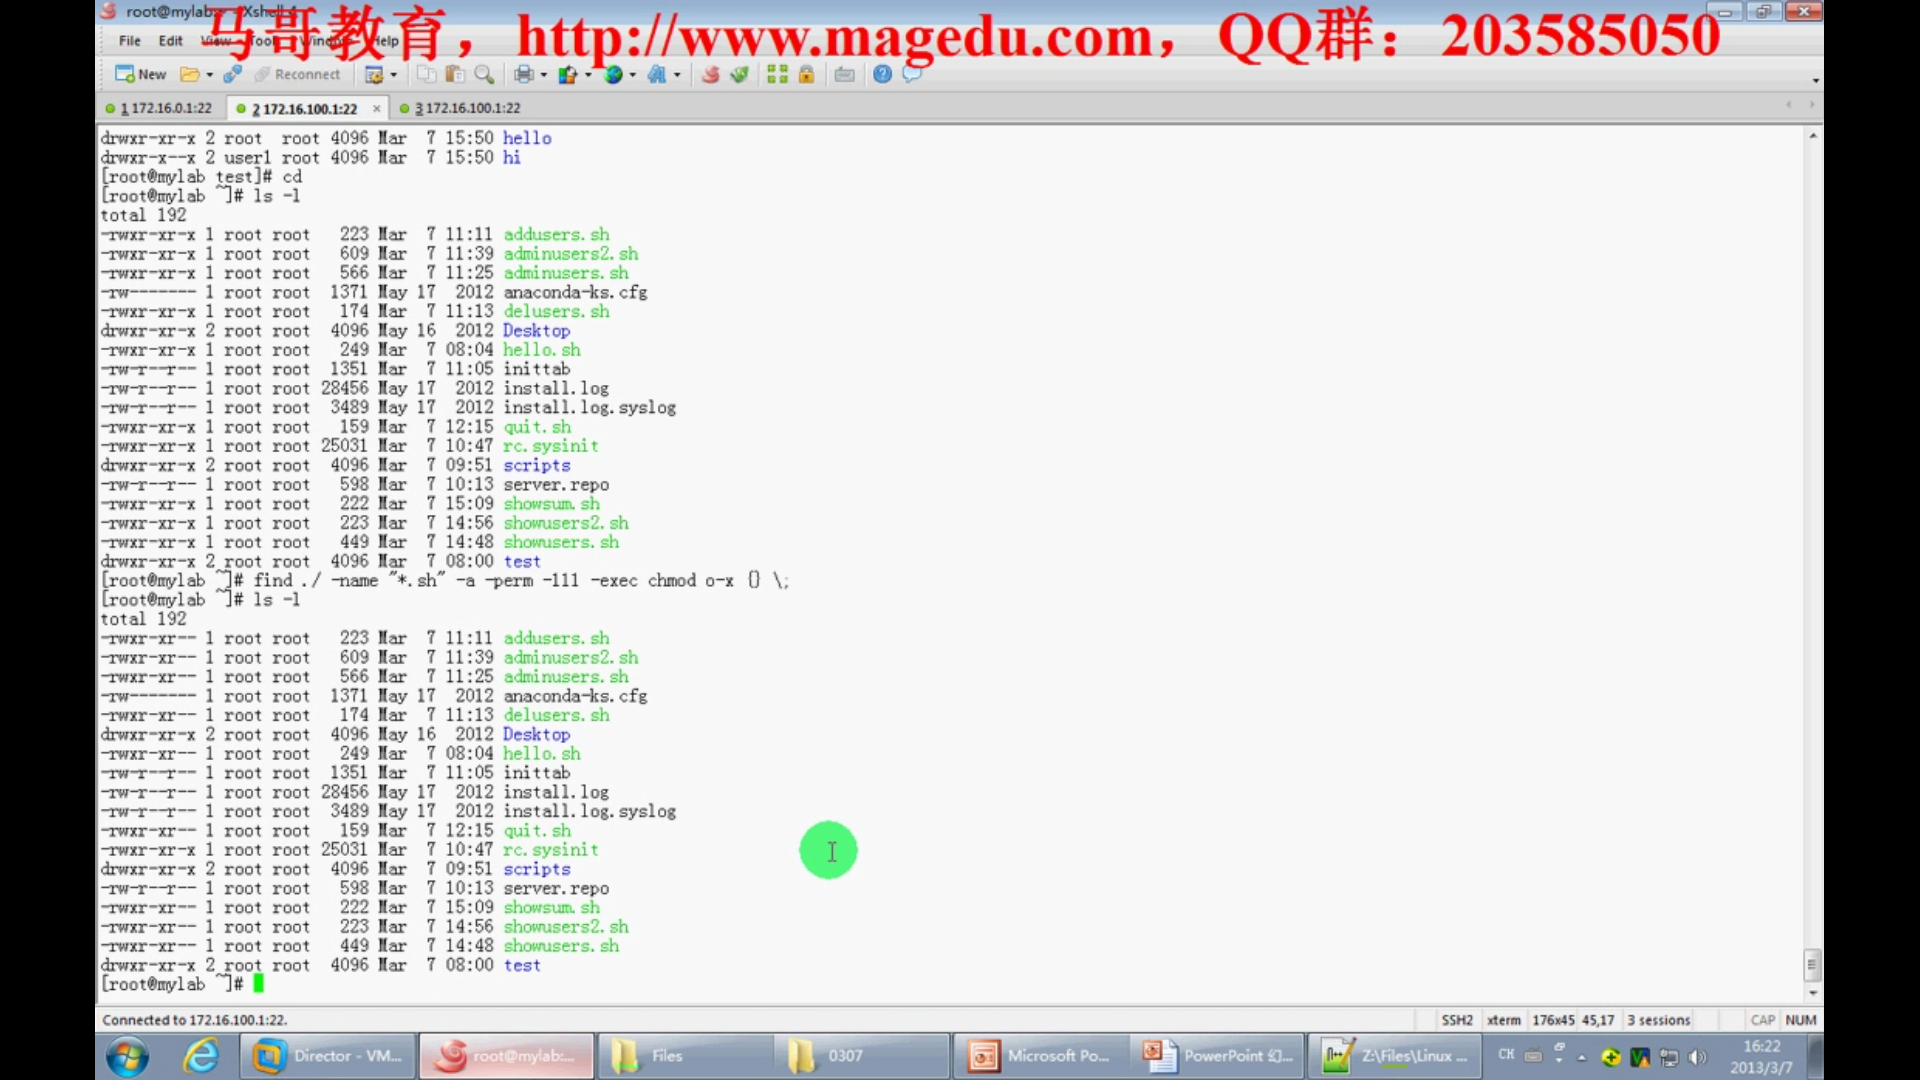 root@mylab:~ - Xshell 4
马哥教育，http://www.magedu.com，QQ群：203585050
File Edit View Tools Window Help
New Reconnect
1 172.16.0.1:22 2 172.16.100.1:22 × 3 172.16.100.1:22
drwxr-xr-x 2 root  root 4096 Mar  7 15:50 hello
drwxr-x--x 2 user1 root 4096 Mar  7 15:50 hi
[root@mylab test]# cd
[root@mylab ~]# ls -l
total 192
-rwxr-xr-x 1 root root   223 Mar  7 11:11 addusers.sh
-rwxr-xr-x 1 root root   609 Mar  7 11:39 adminusers2.sh
-rwxr-xr-x 1 root root   566 Mar  7 11:25 adminusers.sh
-rw------- 1 root root  1371 May 17  2012 anaconda-ks.cfg
-rwxr-xr-x 1 root root   174 Mar  7 11:13 delusers.sh
drwxr-xr-x 2 root root  4096 May 16  2012 Desktop
-rwxr-xr-x 1 root root   249 Mar  7 08:04 hello.sh
-rw-r--r-- 1 root root  1351 Mar  7 11:05 inittab
-rw-r--r-- 1 root root 28456 May 17  2012 install.log
-rw-r--r-- 1 root root  3489 May 17  2012 install.log.syslog
-rwxr-xr-x 1 root root   159 Mar  7 12:15 quit.sh
-rwxr-xr-x 1 root root 25031 Mar  7 10:47 rc.sysinit
drwxr-xr-x 2 root root  4096 Mar  7 09:51 scripts
-rw-r--r-- 1 root root   598 Mar  7 10:13 server.repo
-rwxr-xr-x 1 root root   222 Mar  7 15:09 showsum.sh
-rwxr-xr-x 1 root root   223 Mar  7 14:56 showusers2.sh
-rwxr-xr-x 1 root root   449 Mar  7 14:48 showusers.sh
drwxr-xr-x 2 root root  4096 Mar  7 08:00 test
[root@mylab ~]# find ./ -name "*.sh" -a -perm -111 -exec chmod o-x {} \;
[root@mylab ~]# ls -l
total 192
-rwxr-xr-- 1 root root   223 Mar  7 11:11 addusers.sh
-rwxr-xr-- 1 root root   609 Mar  7 11:39 adminusers2.sh
-rwxr-xr-- 1 root root   566 Mar  7 11:25 adminusers.sh
-rw------- 1 root root  1371 May 17  2012 anaconda-ks.cfg
-rwxr-xr-- 1 root root   174 Mar  7 11:13 delusers.sh
drwxr-xr-x 2 root root  4096 May 16  2012 Desktop
-rwxr-xr-- 1 root root   249 Mar  7 08:04 hello.sh
-rw-r--r-- 1 root root  1351 Mar  7 11:05 inittab
-rw-r--r-- 1 root root 28456 May 17  2012 install.log
-rw-r--r-- 1 root root  3489 May 17  2012 install.log.syslog
-rwxr-xr-- 1 root root   159 Mar  7 12:15 quit.sh
-rwxr-xr-x 1 root root 25031 Mar  7 10:47 rc.sysinit
drwxr-xr-x 2 root root  4096 Mar  7 09:51 scripts
-rw-r--r-- 1 root root   598 Mar  7 10:13 server.repo
-rwxr-xr-- 1 root root   222 Mar  7 15:09 showsum.sh
-rwxr-xr-- 1 root root   223 Mar  7 14:56 showusers2.sh
-rwxr-xr-- 1 root root   449 Mar  7 14:48 showusers.sh
drwxr-xr-x 2 root root  4096 Mar  7 08:00 test
[root@mylab ~]#
Connected to 172.16.100.1:22. SSH2 xterm 176x45 45,17 3 sessions CAP NUM
Director - VM... root@mylab:... Files 0307 Microsoft Po... PowerPoint 幻... Z:\Files\Linux ... CH 16:22
2013/3/7